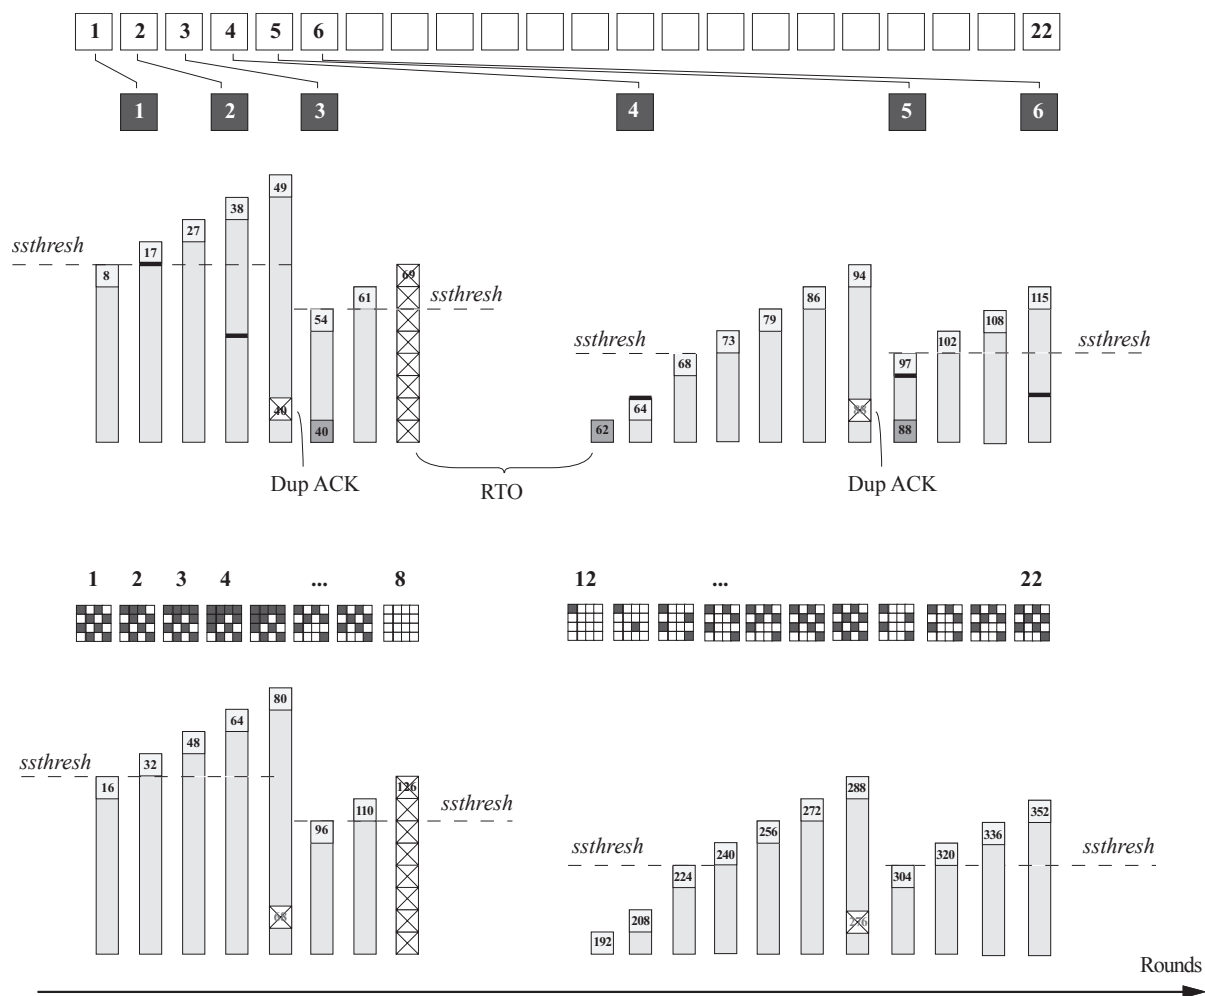 1 2 3 4 5 6 22
1 2 3 4 5 6
49
38
27
17
ssthresh
8 69 94
61 ssthresh 86 115
54 79 108
ssthresh 73 102 ssthresh
68 97
40 64 88
40 62 88
Dup ACK RTO Dup ACK
1 2 3 4 ... 8 12 ... 22
80
64
48
32
ssthresh
16 126 288
110 ssthresh 272 352
96 256 336
ssthresh 240 320 ssthresh
224 304
68 208 276
192
Rounds